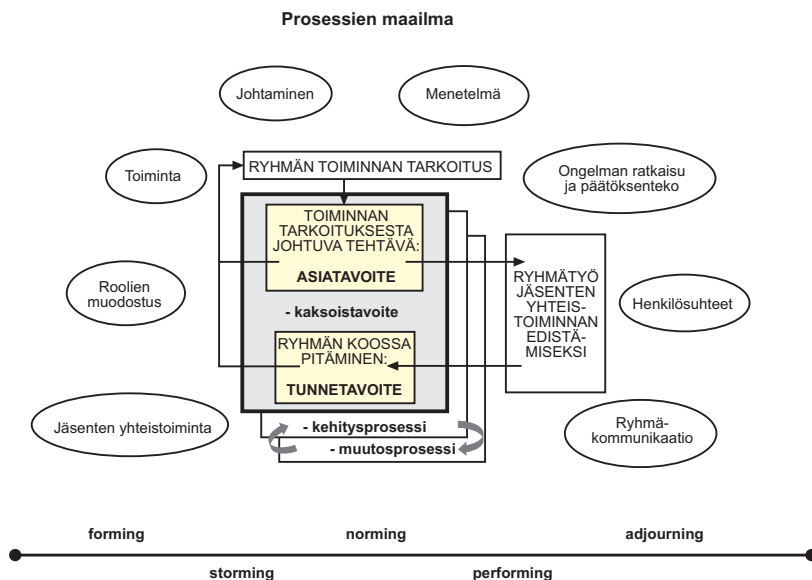 Prosessien maailma
Johtaminen
Menetelmä
Toiminta
RYHMÄN TOIMINNAN TARKOITUS
Ongelman ratkaisu
ja päätöksenteko
TOIMINNAN
TARKOITUKSESTA
JOHTUVA TEHTÄVÄ:
ASIATAVOITE
Roolien
muodostus
- kaksoistavoite
RYHMÄTYÖ
JÄSENTEN
YHTEIS-
TOIMINNAN
EDISTÄ-
MISEKSI
Henkilösuhteet
RYHMÄN KOOSSA
PITÄMINEN:
TUNNETAVOITE
Jäsenten yhteistoiminta
- kehitysprosessi
- muutosprosessi
Ryhmä-
kommunikaatio
forming
norming
adjourning
storming
performing